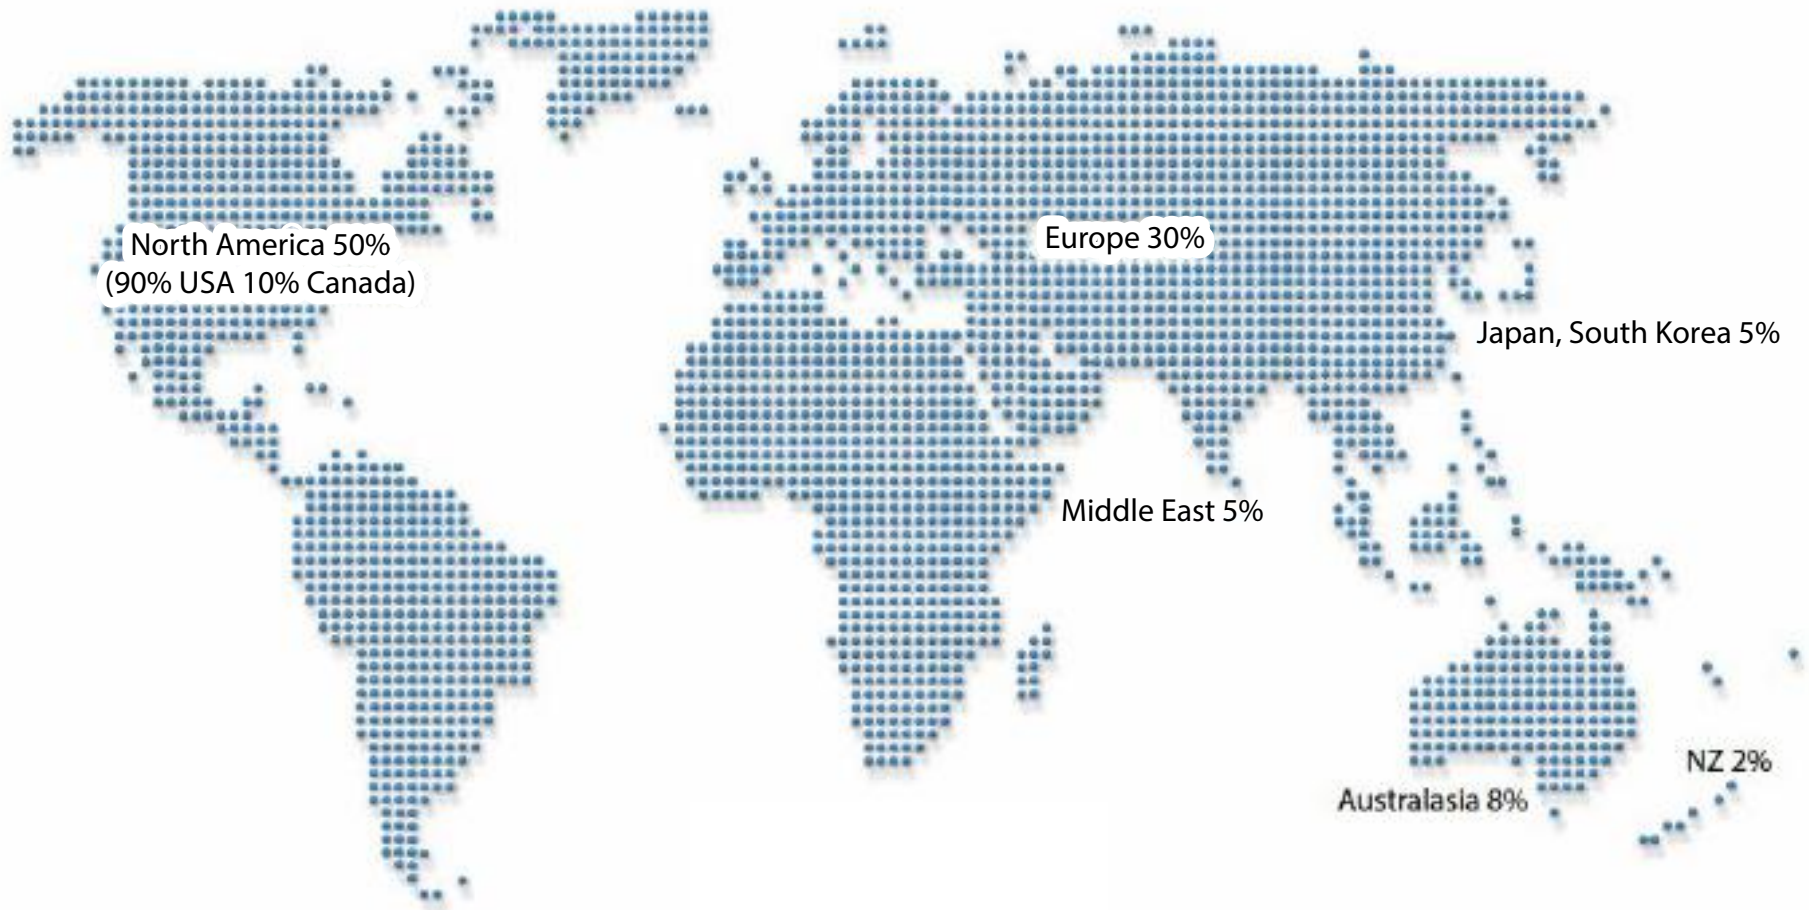 North America 50%
(90% USA 10% Canada)
Europe 30%
Japan, South Korea 5%
Middle East 5%
NZ 2%
Australasia 8%